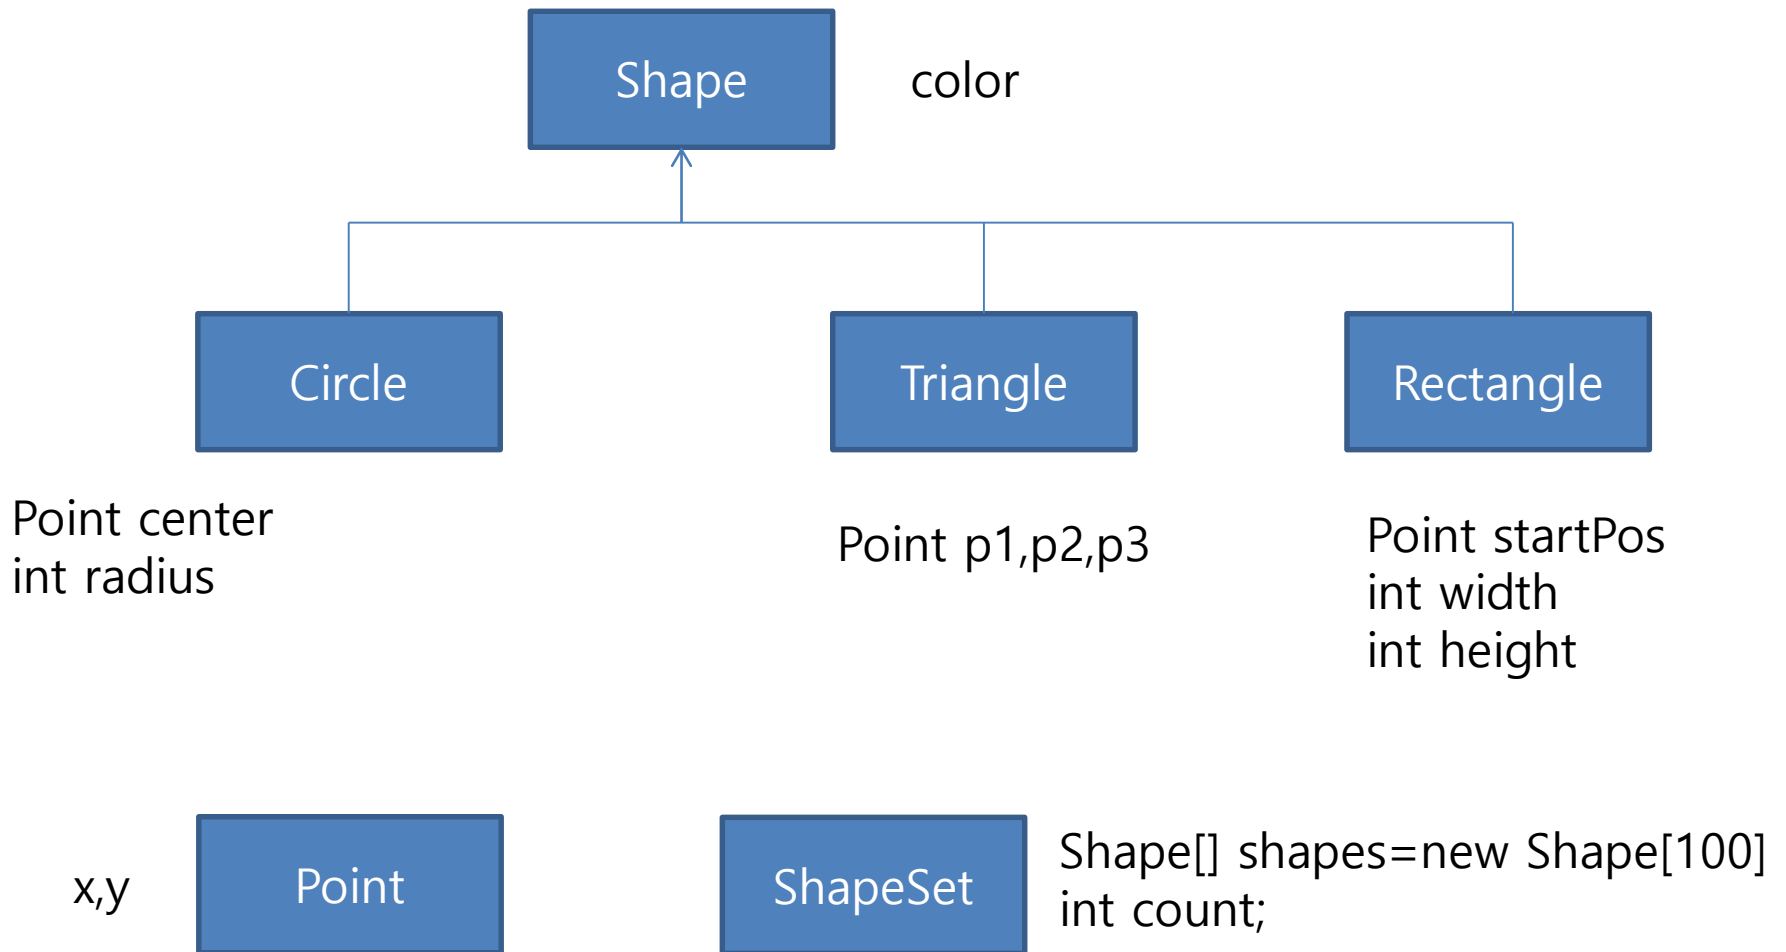 Shape
color
Circle
Triangle
Rectangle
Point center
int radius
Point p1,p2,p3
Point startPos
int width
int height
x,y
Point
ShapeSet
Shape[] shapes=new Shape[100]
int count;